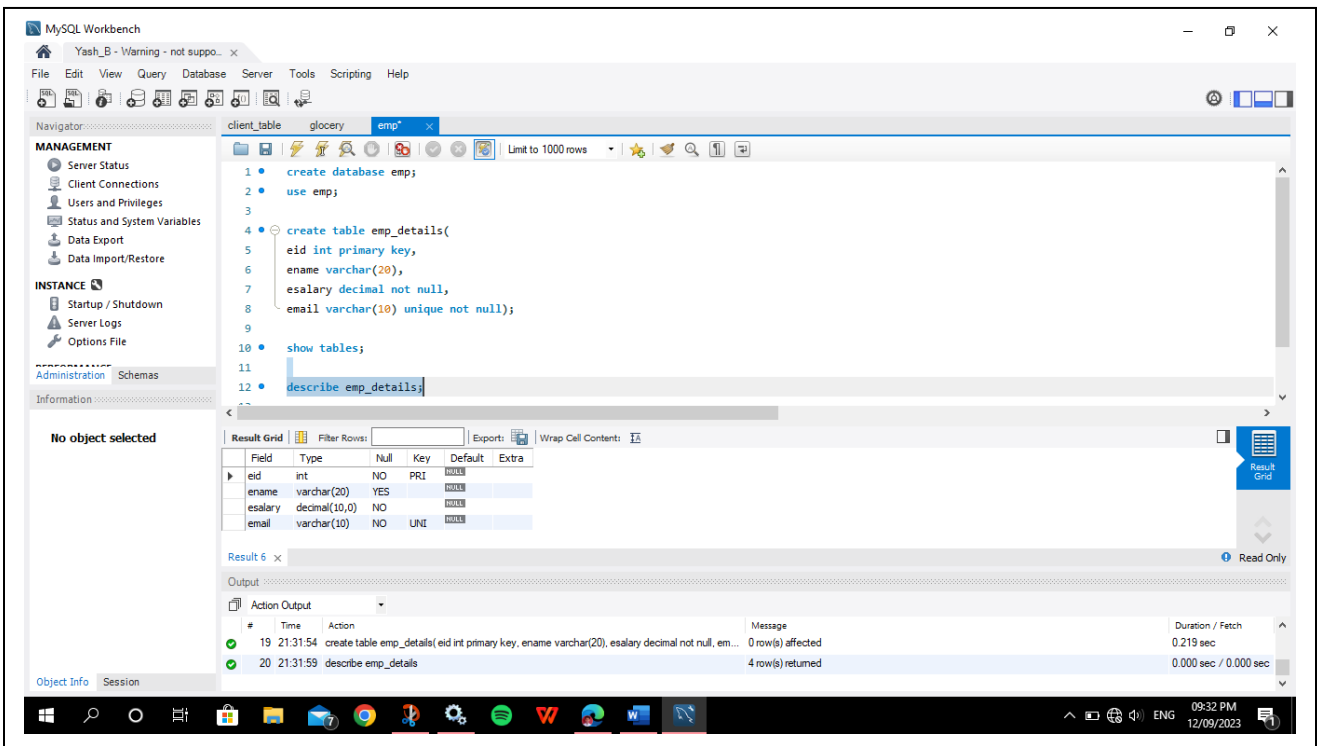 MySQL Workbench
Yash_B - Warning - not suppo...
File Edit View Query Database Server Tools Scripting Help
Navigator
client_table glocery emp*
MANAGEMENT
Server Status
Client Connections
Users and Privileges
Status and System Variables
Data Export
Data Import/Restore
INSTANCE
Startup / Shutdown
Server Logs
Options File
PERFORMANCE
Administration Schemas
Information
No object selected
Object Info Session
Limit to 1000 rows
1 create database emp;
2 use emp;
3
4 create table emp_details(
5 eid int primary key,
6 ename varchar(20),
7 esalary decimal not null,
8 email varchar(10) unique not null);
9
10 show tables;
11
12 describe emp_details;
13
Result Grid Filter Rows: Export: Wrap Cell Content: IA
Field Type Null Key Default Extra
eid int NO PRI NULL
ename varchar(20) YES NULL
esalary decimal(10,0) NO NULL
email varchar(10) NO UNI NULL
Result Grid
Result 6 Read Only
Output
Action Output
# Time Action Message Duration / Fetch
19 21:31:54 create table emp_details( eid int primary key, ename varchar(20), esalary decimal not null, em... 0 row(s) affected 0.219 sec
20 21:31:59 describe emp_details 4 row(s) returned 0.000 sec / 0.000 sec
7 W W ENG 09:32 PM
12/09/2023 1